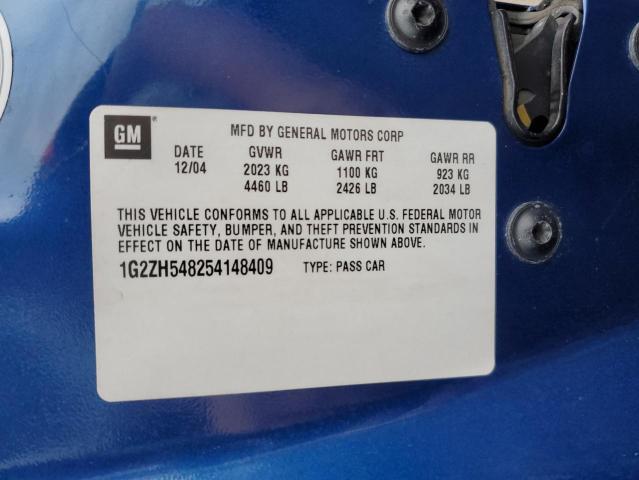 GM ®
MFD BY GENERAL MOTORS CORP
DATE GVWR GAWR FRT GAWR RR
12/04 2023 KG 1100 KG 923 KG
4460 LB 2426 LB 2034 LB
THIS VEHICLE CONFORMS TO ALL APPLICABLE U.S. FEDERAL MOTOR
VEHICLE SAFETY, BUMPER, AND THEFT PREVENTION STANDARDS IN
EFFECT ON THE DATE OF MANUFACTURE SHOWN ABOVE.
1G2ZH548254148409 TYPE: PASS CAR